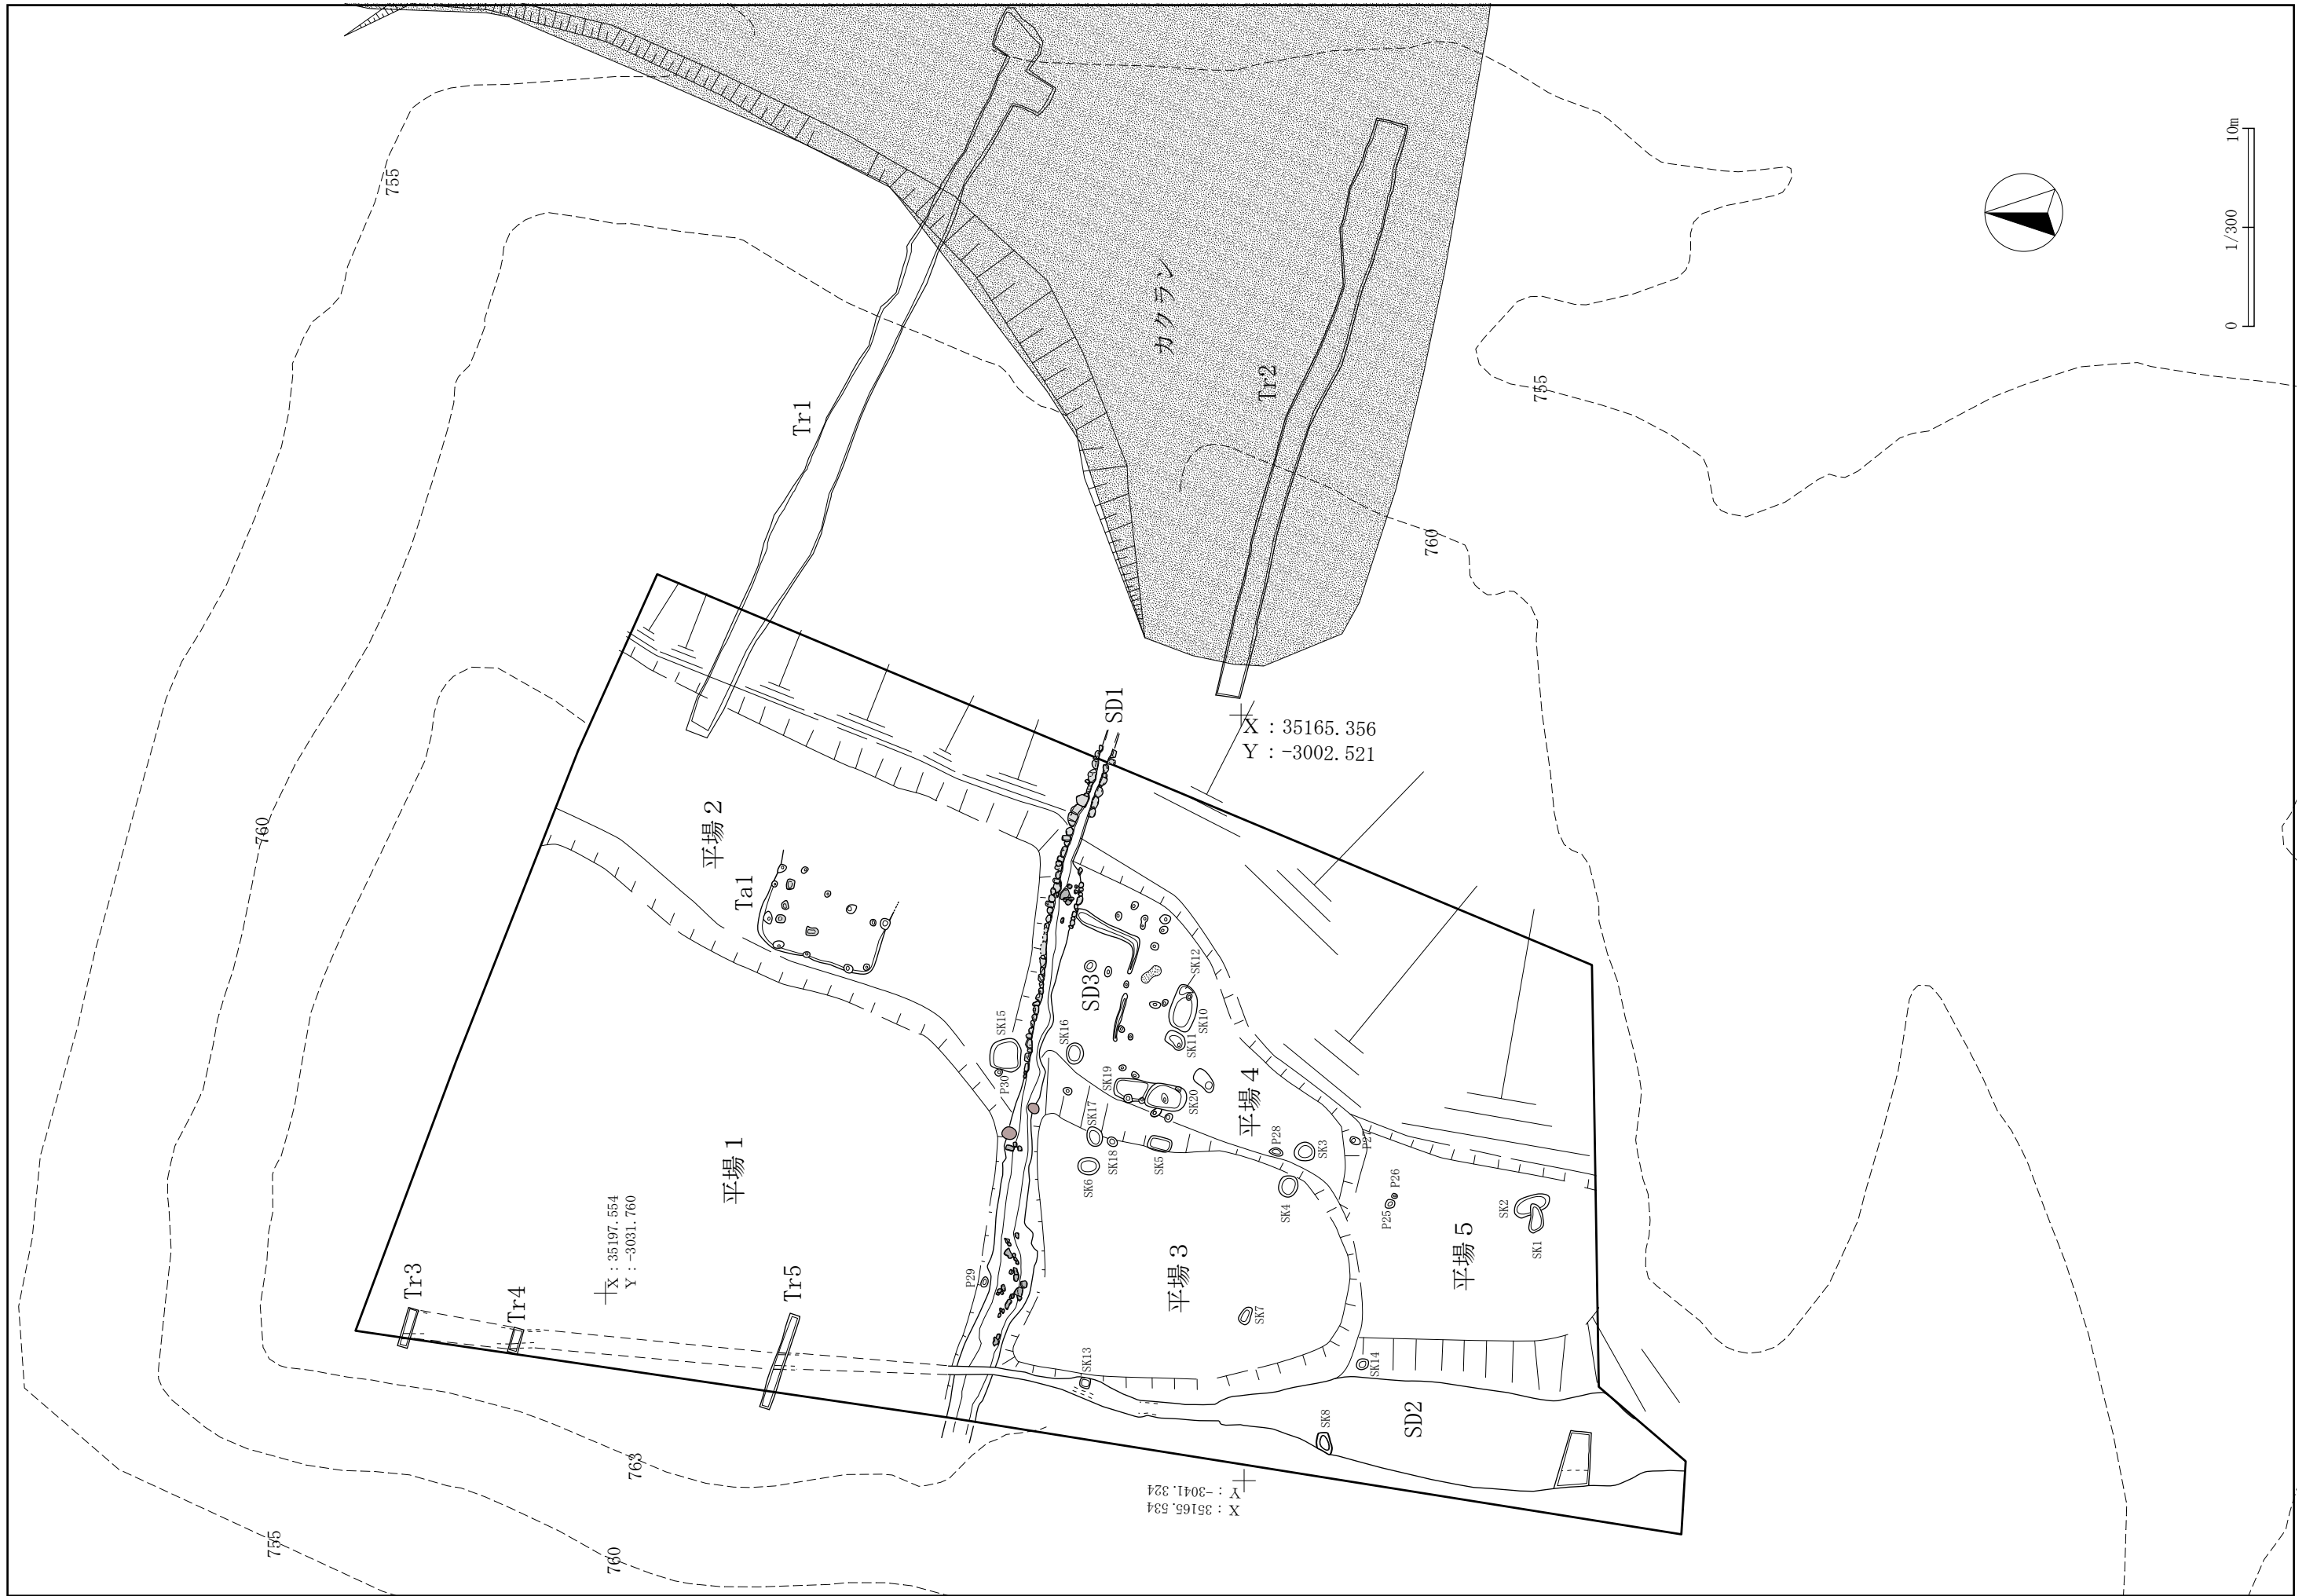 755
760
755
760
763
755
760
カクラン
Tr1
Tr2
Tr3
Tr4
Tr5
平場１
平場２
平場３
平場４
平場５
Ta1
SD1
SD2
SD3
SK15
P30
SK16
SK12
SK10
SK11
SK19
SK20
SK17
SK18
SK6
SK5
P28
SK3
SK4
P27
P26
P25
SK2
SK1
SK7
SK14
SK13
SK8
P29
X：35165.356
Y：-3002.521
X：35197.554
Y：-3031.760
X：35165.534
Y：-3041.324
0 1/300 10m